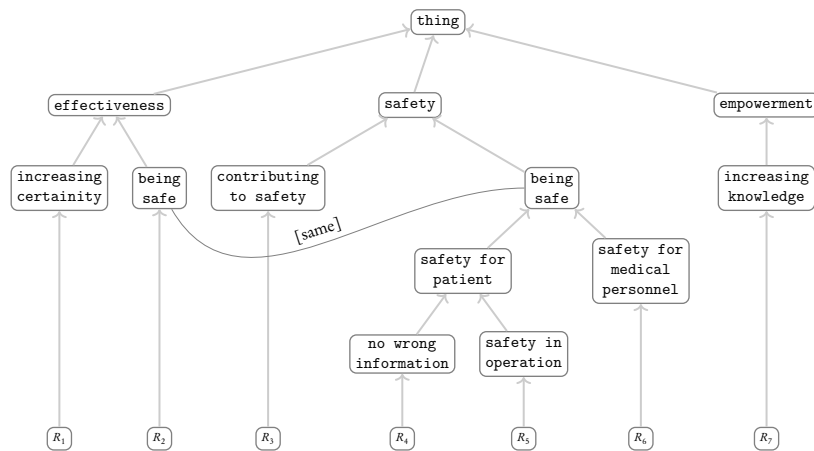 thing
effectiveness
safety
empowerment
increasing
certainity
being
safe
contributing
to safety
being
safe
increasing
knowledge
[same]
safety for
patient
safety for
medical
personnel
no wrong
information
safety in
operation
R1
R2
R3
R4
R5
R6
R7